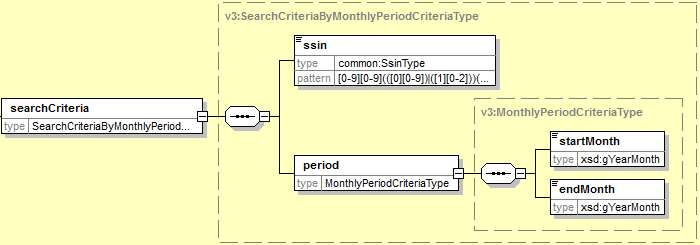 v3:SearchCriteriaByMonthlyPeriodCriteriaType
ssin
type common:SsinType
pattern [0-9][0-9](([0][0-9])|([1][0-2]))(...
searchCriteria
type SearchCriteriaByMonthlyPeriod...
v3:MonthlyPeriodCriteriaType
startMonth
type xsd:gYearMonth
period
type MonthlyPeriodCriteriaType
endMonth
type xsd:gYearMonth